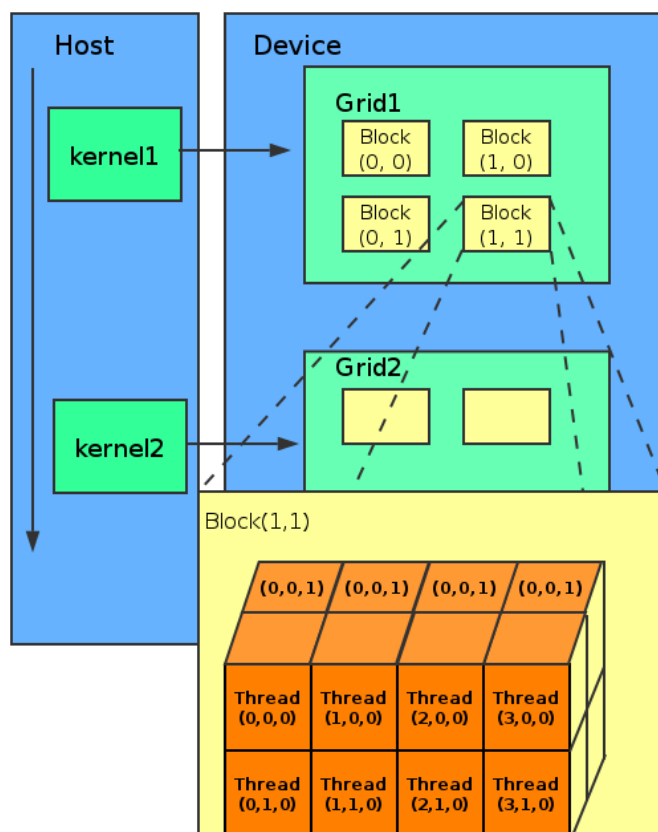 Host
Device
Grid1
kernel1
Block
(0, 0)
Block
(1, 0)
Block
(0, 1)
Block
(1, 1)
Grid2
kernel2
Block(1,1)
(0,0,1) (0,0,1) (0,0,1) (0,0,1)
Thread
(0,0,0)
Thread
(1,0,0)
Thread
(2,0,0)
Thread
(3,0,0)
Thread
(0,1,0)
Thread
(1,1,0)
Thread
(2,1,0)
Thread
(3,1,0)